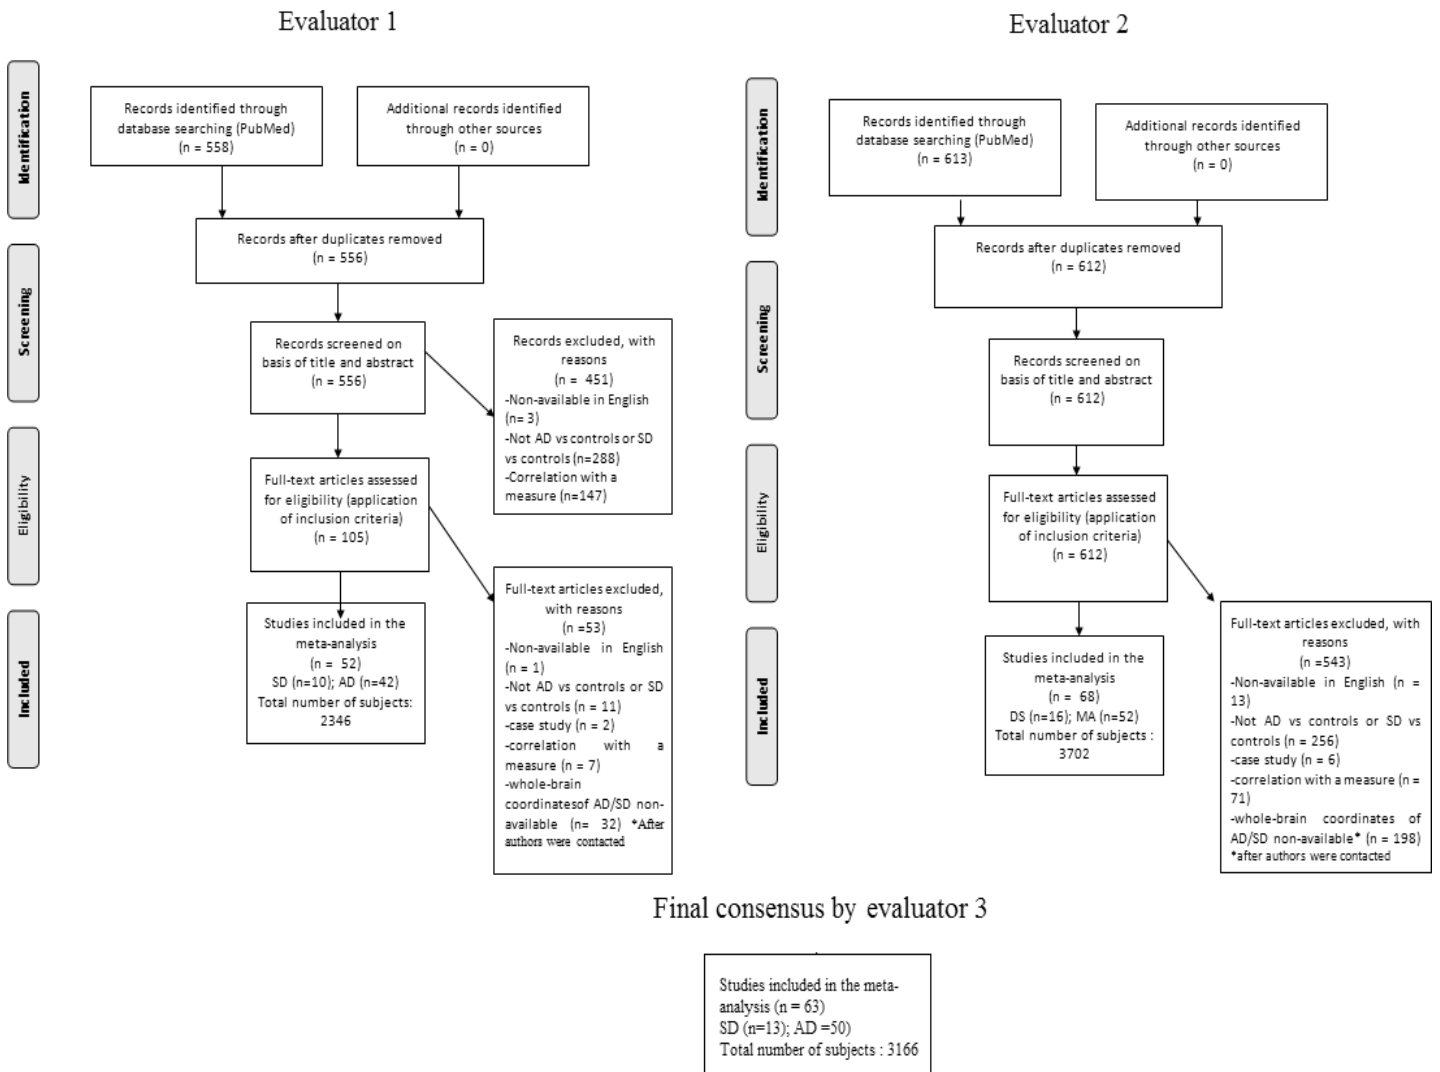 Evaluator 1
Identification
Records identified through
database searching (PubMed)
(n = 558)
Additional records identified
through other sources
(n = 0)
Records after duplicates removed
(n = 556)
Screening
Records screened on
basis of title and abstract
(n = 556)
Records excluded, with
reasons
(n = 451)
-Non-available in English
(n= 3)
-Not AD vs controls or SD
vs controls (n=288)
-Correlation with a
measure (n=147)
Eligibility
Full-text articles assessed
for eligibility (application
of inclusion criteria)
(n = 105)
Full-text articles excluded,
with reasons
(n =53)
-Non-available in English
(n = 1)
-Not AD vs controls or SD
vs controls (n = 11)
-case study (n = 2)
-correlation with a
measure (n = 7)
-whole-brain
coordinatesof AD/SD non-
available (n= 32) *After
authors were contacted
Included
Studies included in the
meta-analysis
(n = 52)
SD (n=10); AD (n=42)
Total number of subjects:
2346
Evaluator 2
Identification
Records identified through
database searching (PubMed)
(n = 613)
Additional records identified
through other sources
(n = 0)
Records after duplicates removed
(n = 612)
Screening
Records screened on
basis of title and abstract
(n = 612)
Eligibility
Full-text articles assessed
for eligibility (application
of inclusion criteria)
(n = 612)
Full-text articles excluded, with
reasons
(n =543)
-Non-available in English (n =
13)
-Not AD vs controls or SD vs
controls (n = 256)
-case study (n = 6)
-correlation with a measure (n =
71)
-whole-brain coordinates of
AD/SD non-available* (n = 198)
*after authors were contacted
Included
Studies included in the
meta-analysis
(n = 68)
DS (n=16); MA (n=52)
Total number of subjects :
3702
Final consensus by evaluator 3
Studies included in the meta-
analysis (n = 63)
SD (n=13); AD =50)
Total number of subjects : 3166